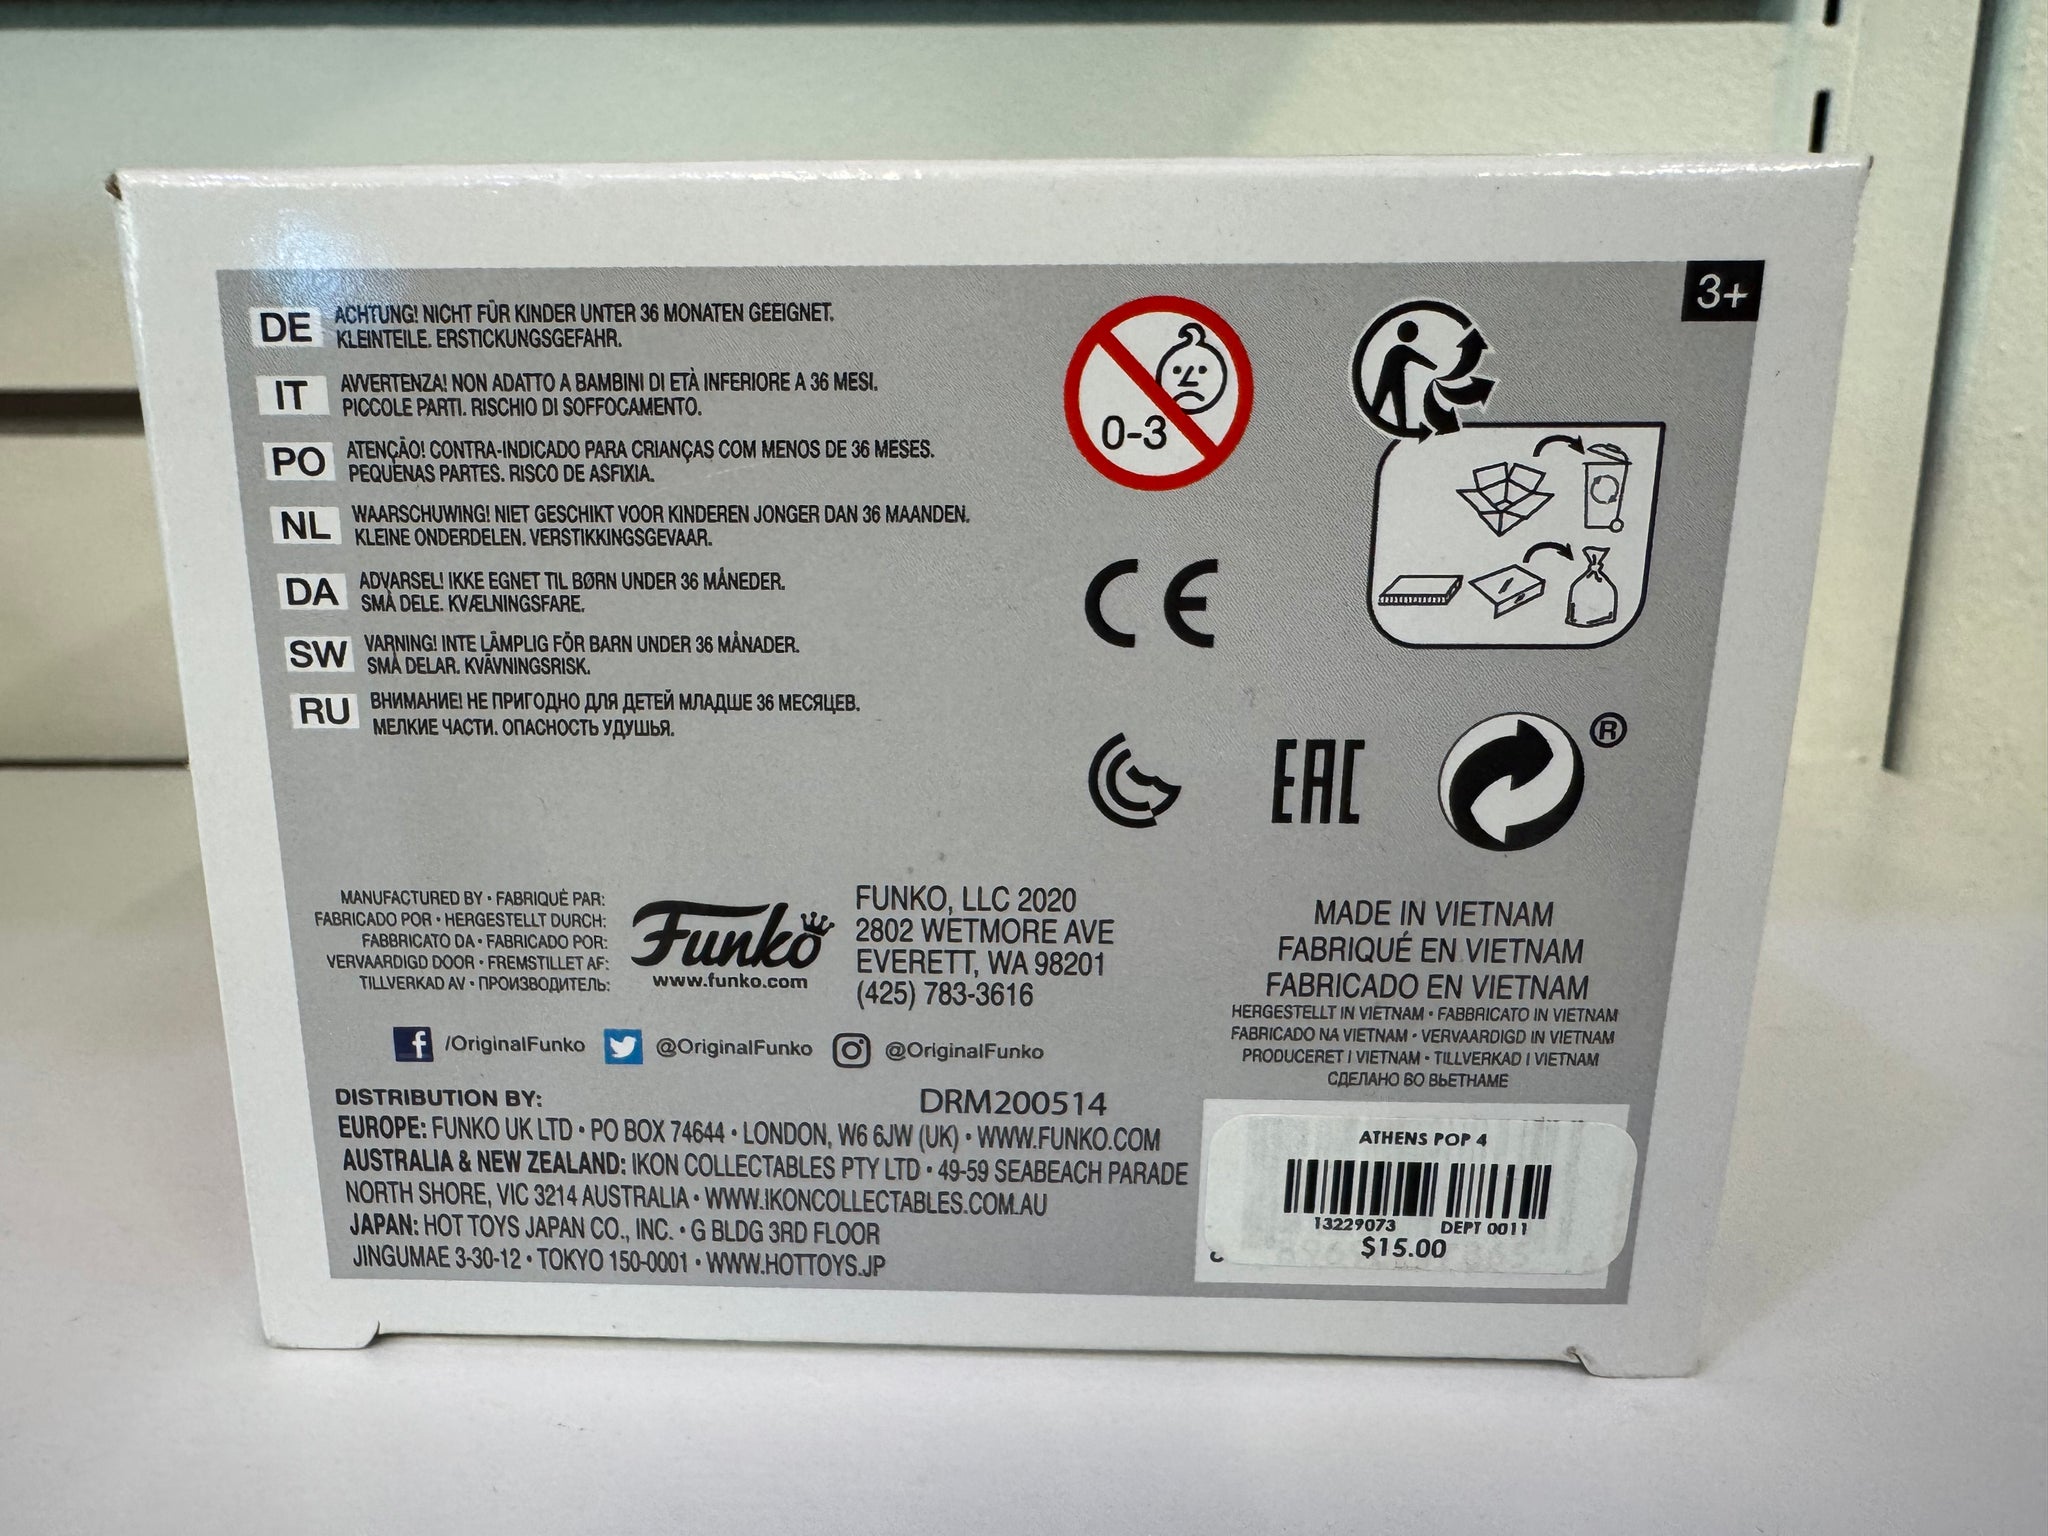 3+
DE
ACHTUNG! NICHT FÜR KINDER UNTER 36 MONATEN GEEIGNET.
KLEINTEILE. ERSTICKUNGSGEFAHR.
IT
AVVERTENZA! NON ADATTO A BAMBINI DI ETÀ INFERIORE A 36 MESI.
PICCOLE PARTI. RISCHIO DI SOFFOCAMENTO.
PO
ATENÇÃO! CONTRA-INDICADO PARA CRIANÇAS COM MENOS DE 36 MESES.
PEQUENAS PARTES. RISCO DE ASFIXIA.
NL
WAARSCHUWING! NIET GESCHIKT VOOR KINDEREN JONGER DAN 36 MAANDEN.
KLEINE ONDERDELEN. VERSTIKKINGSGEVAAR.
DA
ADVARSEL! IKKE EGNET TIL BØRN UNDER 36 MÅNEDER.
SMÅ DELE. KVÆLNINGSFARE.
SW
VARNING! INTE LÄMPLIG FÖR BARN UNDER 36 MÅNADER.
SMÅ DELAR. KVÄVNINGSRISK.
RU
ВНИМАНИЕ! НЕ ПРИГОДНО ДЛЯ ДЕТЕЙ МЛАДШЕ 36 МЕСЯЦЕВ.
МЕЛКИЕ ЧАСТИ. ОПАСНОСТЬ УДУШЬЯ.
0-3
CE
EAC
®
MANUFACTURED BY • FABRIQUÉ PAR:
FABRICADO POR • HERGESTELLT DURCH:
FABBRICATO DA • FABRICADO POR:
VERVAARDIGD DOOR • FREMSTILLET AF:
TILLVERKAD AV • ПРОИЗВОДИТЕЛЬ:
Funko
www.funko.com
FUNKO, LLC 2020
2802 WETMORE AVE
EVERETT, WA 98201
(425) 783-3616
MADE IN VIETNAM
FABRIQUÉ EN VIETNAM
FABRICADO EN VIETNAM
HERGESTELLT IN VIETNAM • FABBRICATO IN VIETNAM
FABRICADO NA VIETNAM • VERVAARDIGD IN VIETNAM
PRODUCERET I VIETNAM • TILLVERKAD I VIETNAM
СДЕЛАНО ВО ВЬЕТНАМЕ
f /OriginalFunko @OriginalFunko @OriginalFunko
DISTRIBUTION BY: DRM200514
EUROPE: FUNKO UK LTD • PO BOX 74644 • LONDON, W6 6JW (UK) • WWW.FUNKO.COM
AUSTRALIA & NEW ZEALAND: IKON COLLECTABLES PTY LTD • 49-59 SEABEACH PARADE
NORTH SHORE, VIC 3214 AUSTRALIA • WWW.IKONCOLLECTABLES.COM.AU
JAPAN: HOT TOYS JAPAN CO., INC. • G BLDG 3RD FLOOR
JINGUMAE 3-30-12 • TOKYO 150-0001 • WWW.HOTTOYS.JP
ATHENS POP 4
13229073 DEPT 0011
$15.00